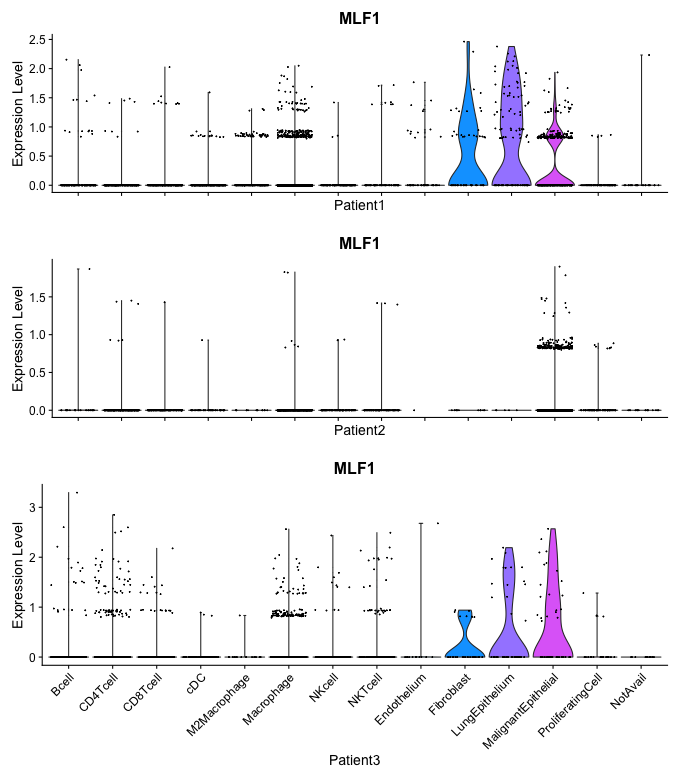 MLF1
Expression Level
2.5
2.0
1.5
1.0
0.5
0.0
Patient1
MLF1
Expression Level
1.5
1.0
0.5
0.0
Patient2
MLF1
Expression Level
3
2
1
0
Bcell
CD4Tcell
CD8Tcell
cDC
M2Macrophage
Macrophage
NKcell
NKTcell
Endothelium
Fibroblast
LungEpithelium
MalignantEpithelial
ProliferatingCell
NotAvail
Patient3